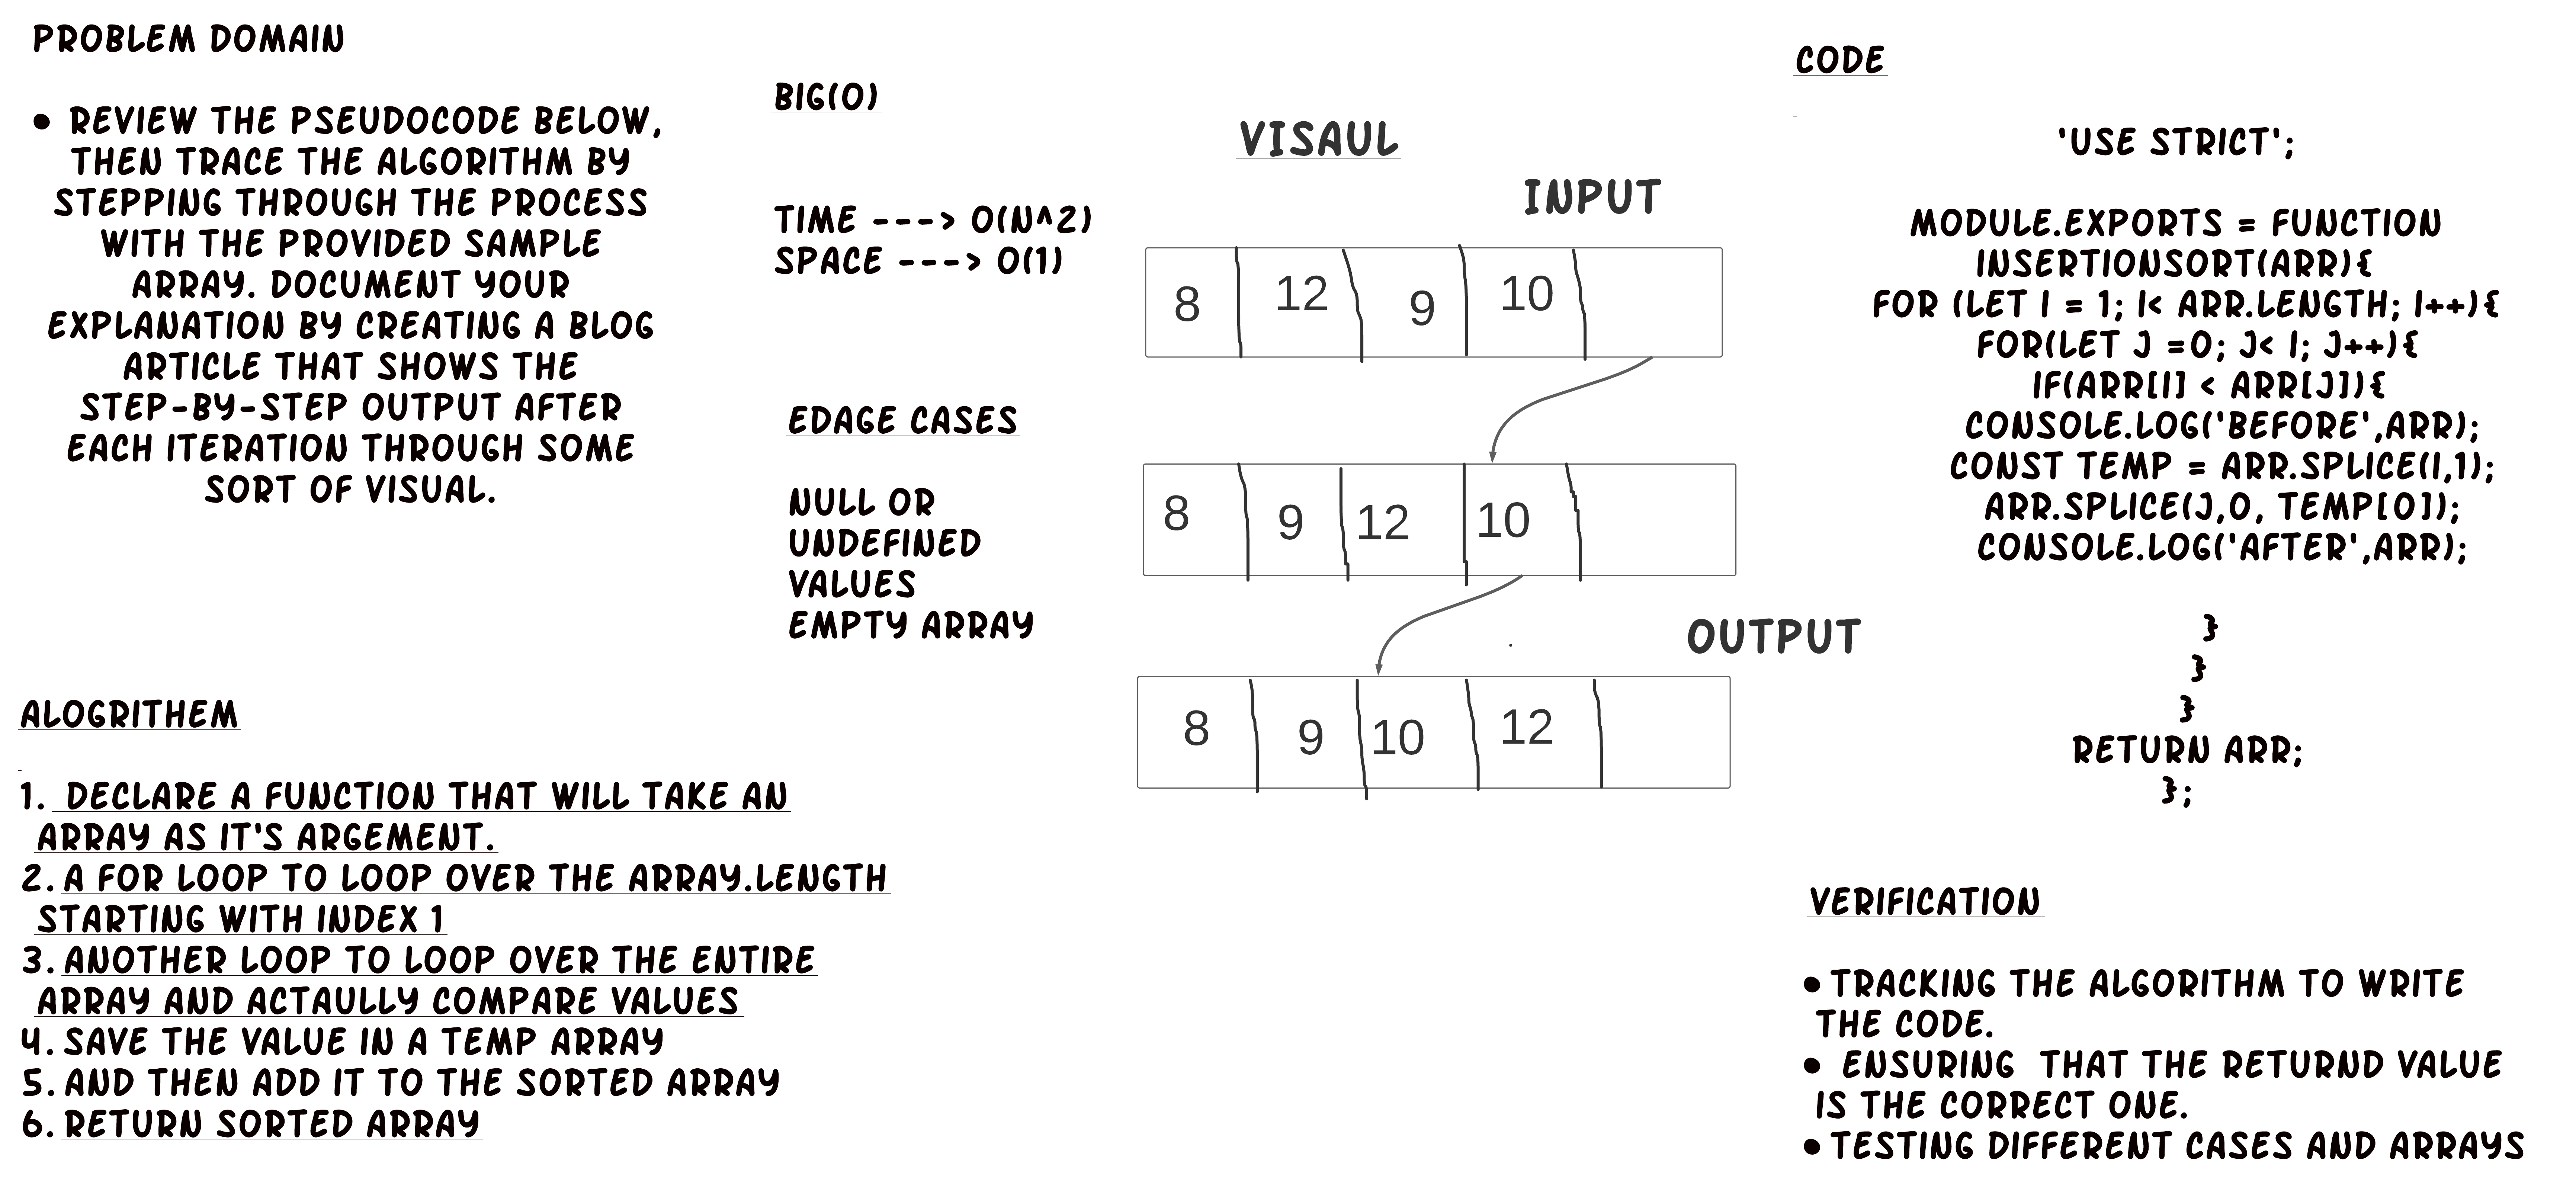 PROBLEM DOMAIN
• REVIEW THE PSEUDOCODE BELOW,
THEN TRACE THE ALGORITHM BY
STEPPING THROUGH THE PROCESS
WITH THE PROVIDED SAMPLE
ARRAY. DOCUMENT YOUR
EXPLANATION BY CREATING A BLOG
ARTICLE THAT SHOWS THE
STEP-BY-STEP OUTPUT AFTER
EACH ITERATION THROUGH SOME
SORT OF VISUAL.
ALOGRITHEM
1. DECLARE A FUNCTION THAT WILL TAKE AN
ARRAY AS IT'S ARGEMENT.
2. A FOR LOOP TO LOOP OVER THE ARRAY.LENGTH
STARTING WITH INDEX 1
3. ANOTHER LOOP TO LOOP OVER THE ENTIRE
ARRAY AND ACTAULLY COMPARE VALUES
4. SAVE THE VALUE IN A TEMP ARRAY
5. AND THEN ADD IT TO THE SORTED ARRAY
6. RETURN SORTED ARRAY
BIG(O)
TIME ---> O(N^2)
SPACE ---> O(1)
EDAGE CASES
NULL OR
UNDEFINED
VALUES
EMPTY ARRAY
VISAUL
INPUT
8 12 9 10
8 9 12 10
OUTPUT
8 9 10 12
CODE
'USE STRICT';
MODULE.EXPORTS = FUNCTION
INSERTIONSORT(ARR){
FOR (LET I = 1; I< ARR.LENGTH; I++){
FOR(LET J =0; J< I; J++){
IF(ARR[I] < ARR[J]){
CONSOLE.LOG('BEFORE',ARR);
CONST TEMP = ARR.SPLICE(I,1);
ARR.SPLICE(J,0, TEMP[0]);
CONSOLE.LOG('AFTER',ARR);
}
}
}
RETURN ARR;
};
VERIFICATION
• TRACKING THE ALGORITHM TO WRITE
THE CODE.
• ENSURING THAT THE RETURND VALUE
IS THE CORRECT ONE.
• TESTING DIFFERENT CASES AND ARRAYS